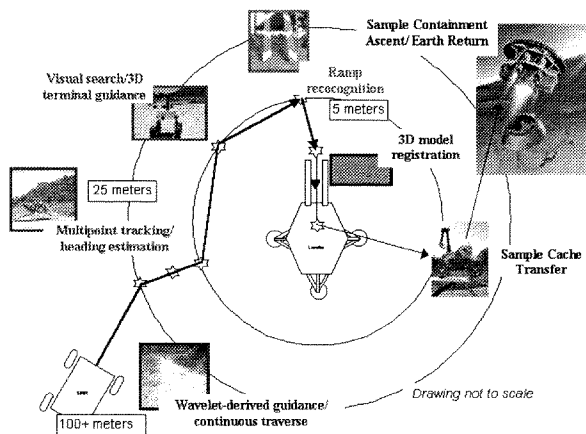 Sample Containment
Ascent/ Earth Return
Visual search/3D
terminal guidance
Ramp
recocognition
5 meters
3D model
registration
25 meters
Multipoint tracking/
heading estimation
Lander
Sample Cache
Transfer
SRR
Wavelet-derived guidance/
continuous traverse
100+ meters
Drawing not to scale